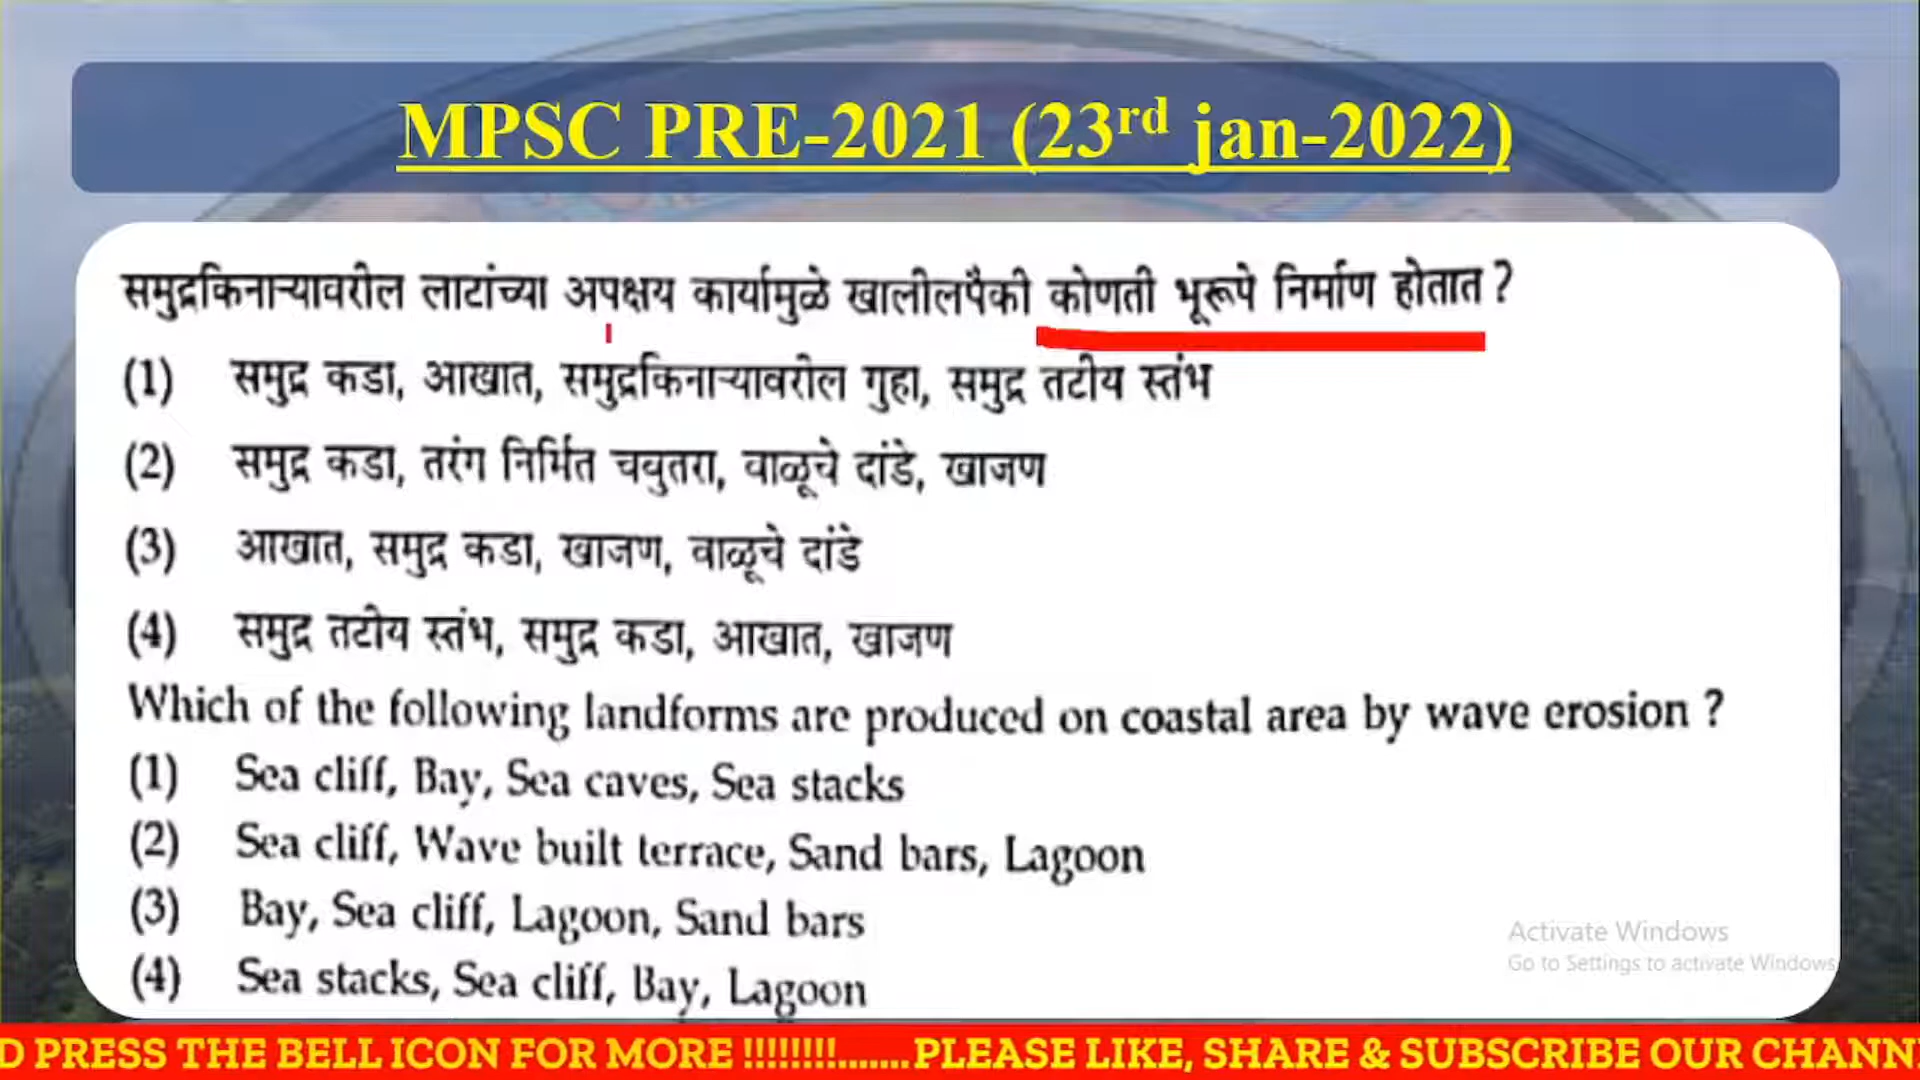 MPSC PRE-2021 (23rd jan-2022)
समुद्रकिनाऱ्यावरील लाटांच्या अपक्षय कार्यामुळे खालीलपैकी कोणती भूरूपे निर्माण होतात ?
(1) समुद्र कडा, आखात, समुद्रकिनाऱ्यावरील गुहा, समुद्र तटीय स्तंभ
(2) समुद्र कडा, तरंग निर्मित चबुतरा, वाळूचे दांडे, खाजण
(3) आखात, समुद्र कडा, खाजण, वाळूचे दांडे
(4) समुद्र तटीय स्तंभ, समुद्र कडा, आखात, खाजण
Which of the following landforms are produced on coastal area by wave erosion ?
(1) Sea cliff, Bay, Sea caves, Sea stacks
(2) Sea cliff, Wave built terrace, Sand bars, Lagoon
(3) Bay, Sea cliff, Lagoon, Sand bars
(4) Sea stacks, Sea cliff, Bay, Lagoon
Activate Windows
Go to Settings to activate Windows
D PRESS THE BELL ICON FOR MORE !!!!!!!!!.......PLEASE LIKE, SHARE & SUBSCRIBE OUR CHANN